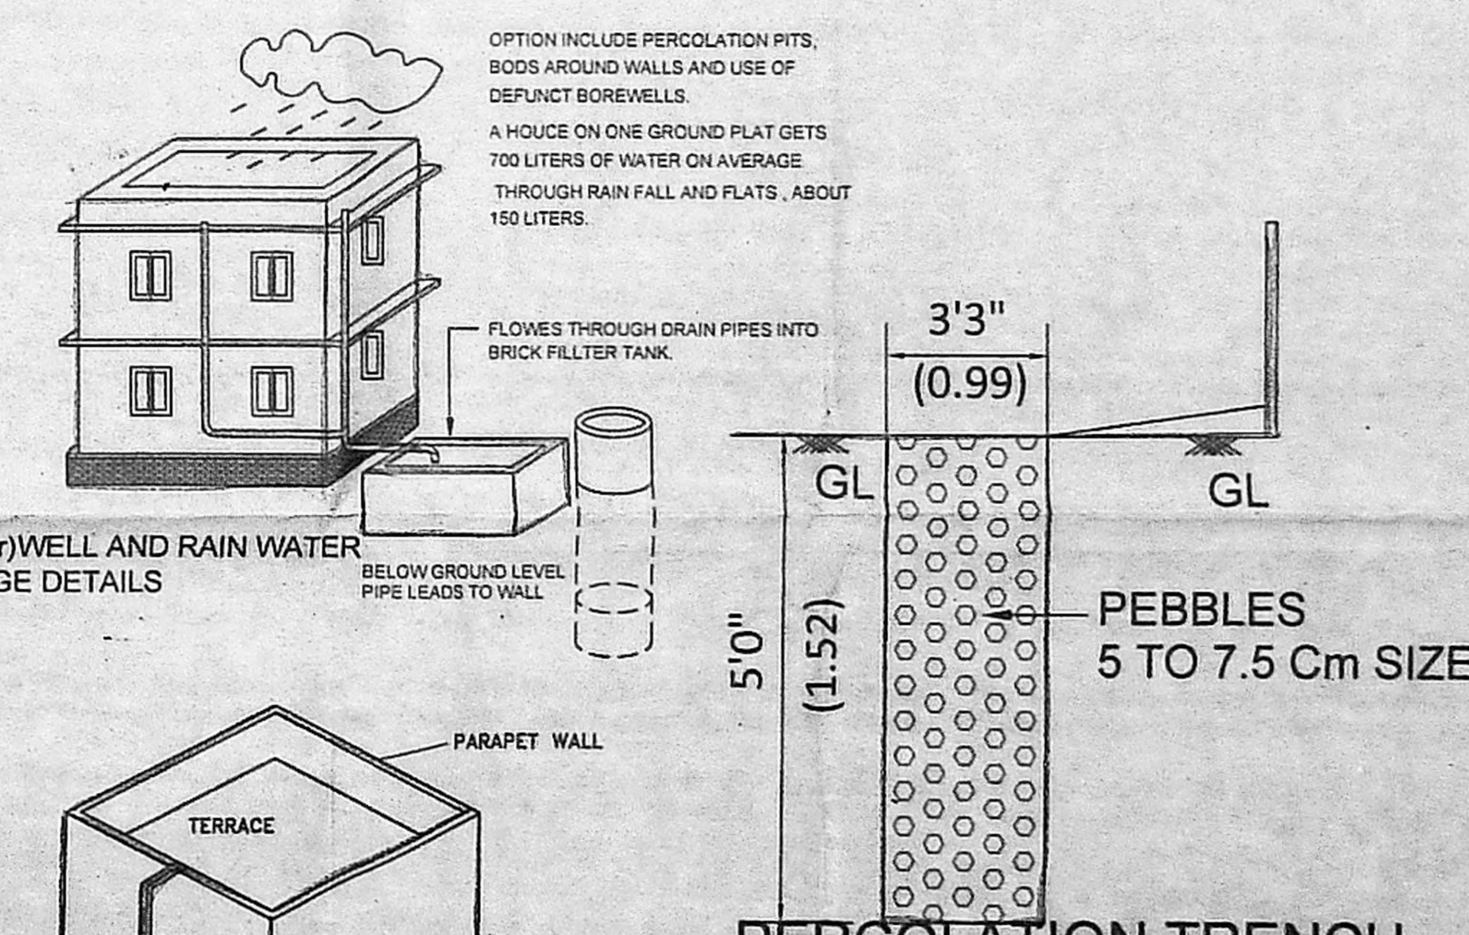 OPTION INCLUDE PERCOLATION PITS,
BODS AROUND WALLS AND USE OF
DEFUNCT BOREWELLS.
A HOUCE ON ONE GROUND PLAT GETS
700 LITERS OF WATER ON AVERAGE
THROUGH RAIN FALL AND FLATS , ABOUT
150 LITERS.
FLOWES THROUGH DRAIN PIPES INTO
BRICK FILLTER TANK.
r)WELL AND RAIN WATER
GE DETAILS
BELOW GROUND LEVEL
PIPE LEADS TO WALL
PARAPET WALL
TERRACE
3'3"
(0.99)
GL
GL
5'0"
(1.52)
PEBBLES
5 TO 7.5 Cm SIZE
PERCOLATION TRENCH